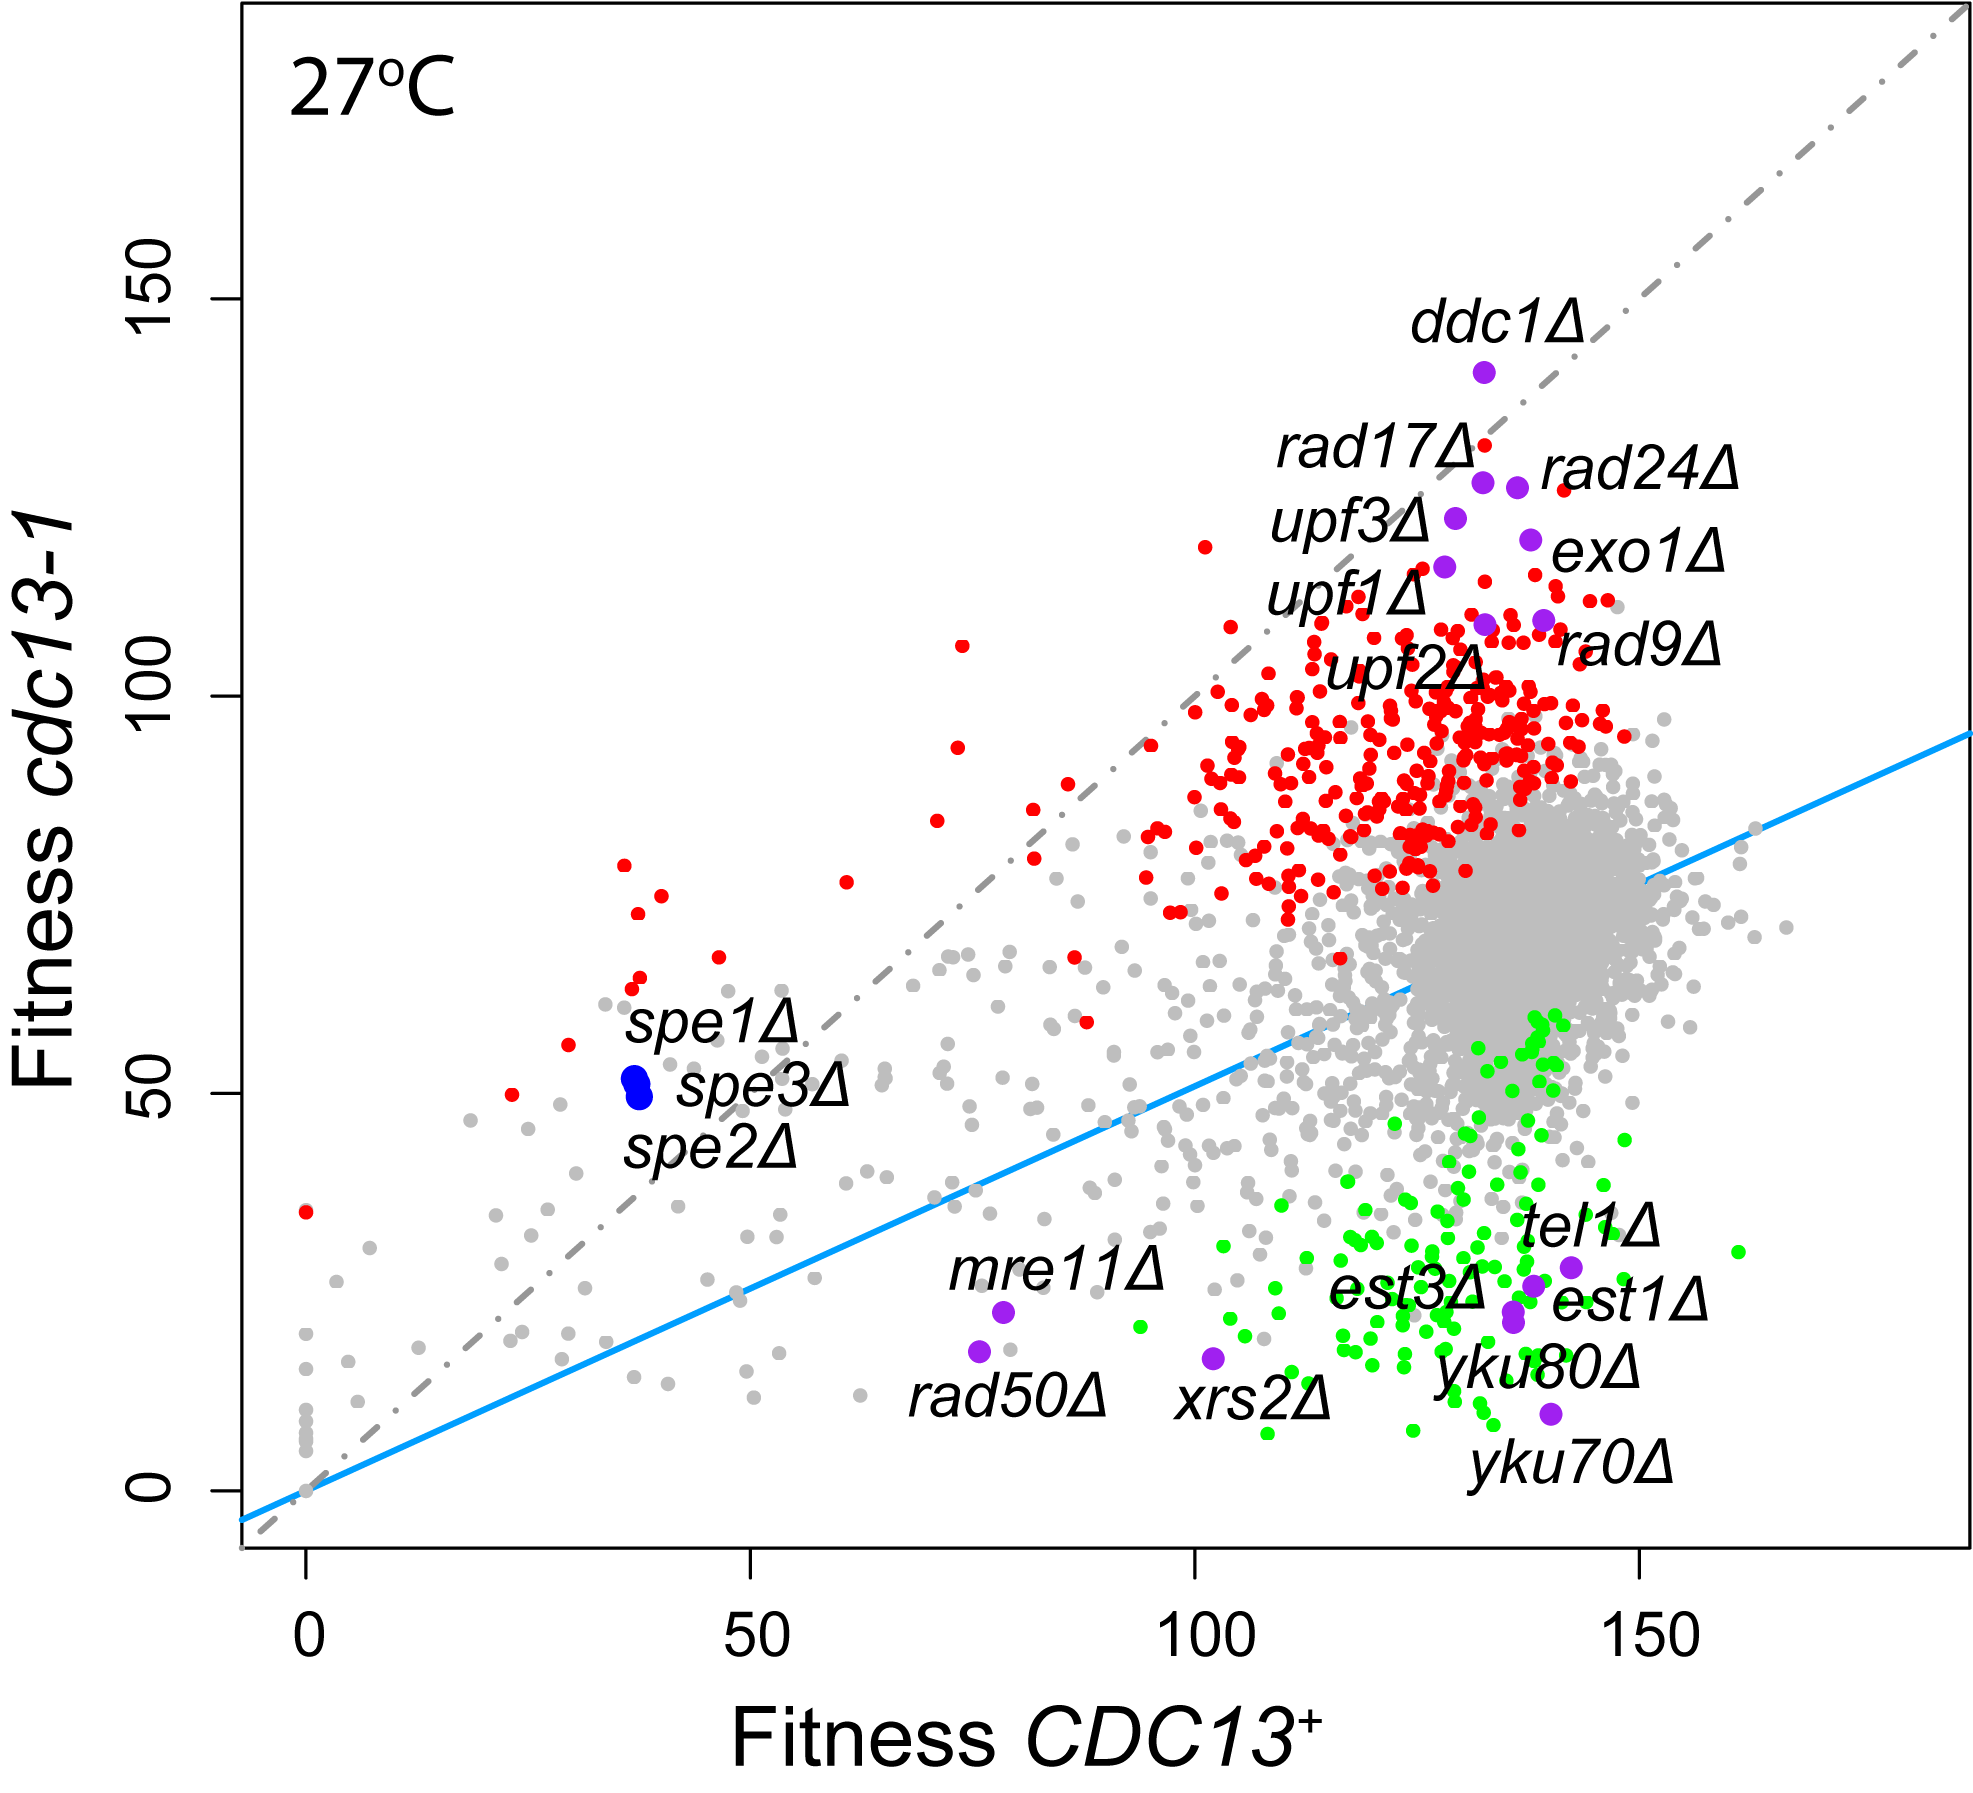 27°C
150
100
50
0
Fitness cdc13-1
ddc1Δ
rad17Δ
rad24Δ
upf3Δ
exo1Δ
upf1Δ
rad9Δ
upf2Δ
spe1Δ
spe3Δ
spe2Δ
tel1Δ
mre11Δ
est3Δ
est1Δ
rad50Δ
xrs2Δ
yku80Δ
yku70Δ
0 50 100 150
Fitness CDC13⁺